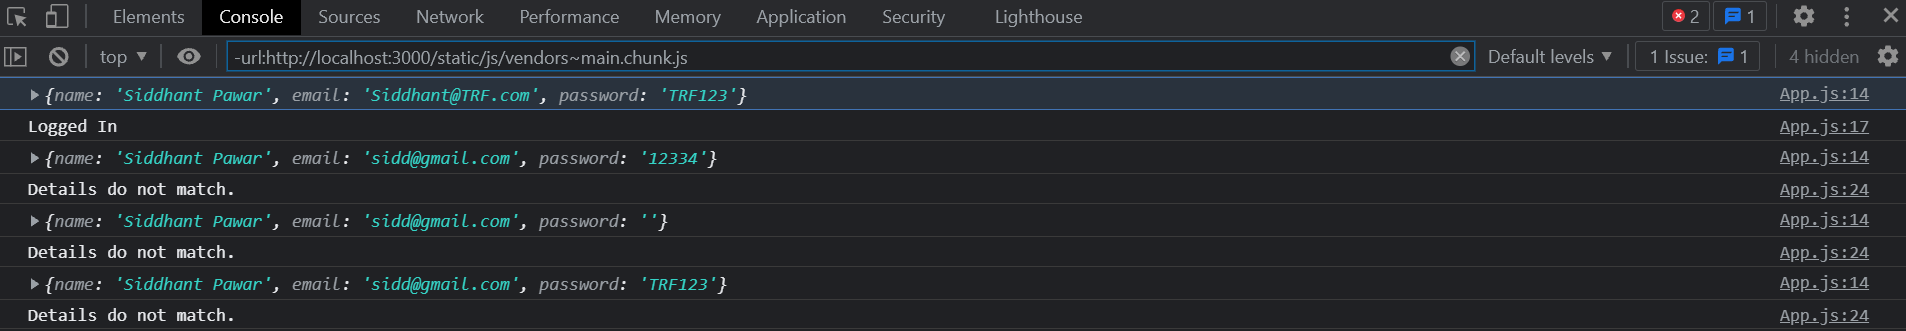 Elements Console Sources Network Performance Memory Application Security Lighthouse 2 1
top -url:http://localhost:3000/static/js/vendors~main.chunk.js Default levels 1 Issue: 1 4 hidden
{name: 'Siddhant Pawar', email: 'Siddhant@TRF.com', password: 'TRF123'} App.js:14
Logged In App.js:17
{name: 'Siddhant Pawar', email: 'sidd@gmail.com', password: '12334'} App.js:14
Details do not match. App.js:24
{name: 'Siddhant Pawar', email: 'sidd@gmail.com', password: ''} App.js:14
Details do not match. App.js:24
{name: 'Siddhant Pawar', email: 'sidd@gmail.com', password: 'TRF123'} App.js:14
Details do not match. App.js:24